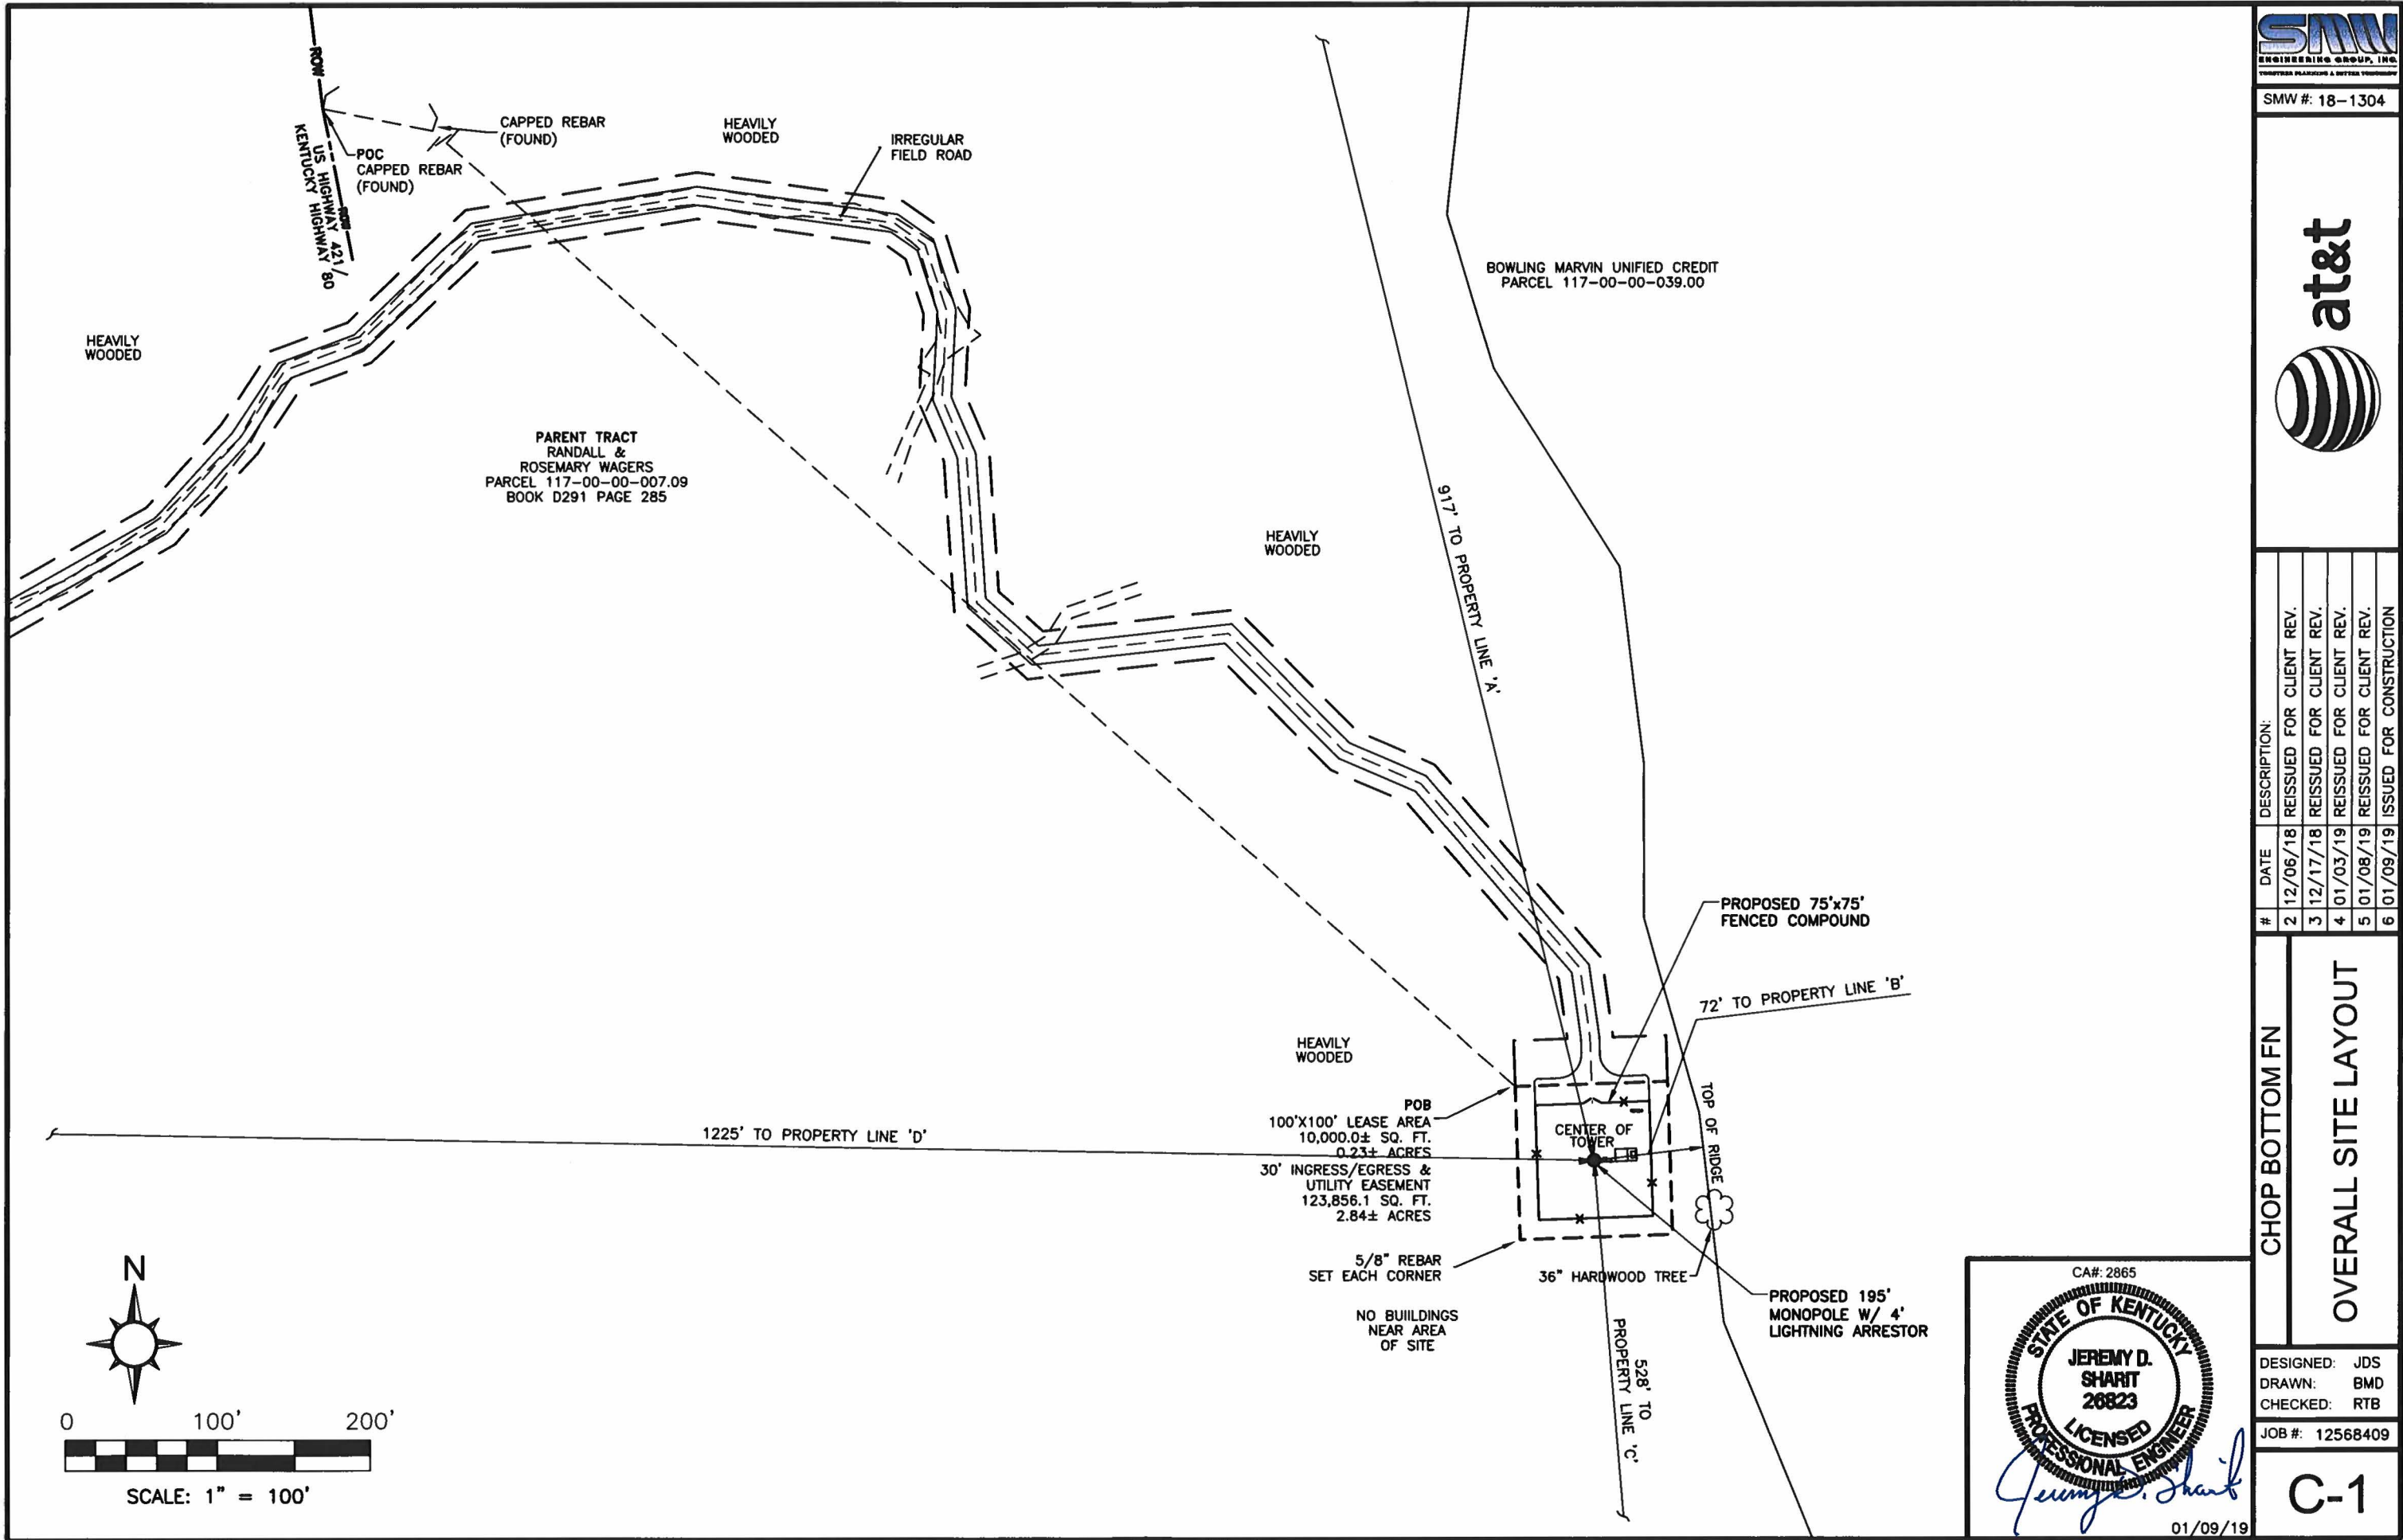 ROW
US HIGHWAY 421/
KENTUCKY HIGHWAY 80
ROW
POC
CAPPED REBAR
(FOUND)
CAPPED REBAR
(FOUND)
HEAVILY
WOODED
IRREGULAR
FIELD ROAD
BOWLING MARVIN UNIFIED CREDIT
PARCEL 117-00-00-039.00
HEAVILY
WOODED
PARENT TRACT
RANDALL &
ROSEMARY WAGERS
PARCEL 117-00-00-007.09
BOOK D291 PAGE 285
HEAVILY
WOODED
917' TO PROPERTY LINE 'A'
PROPOSED 75'x75'
FENCED COMPOUND
72' TO PROPERTY LINE 'B'
HEAVILY
WOODED
TOP OF RIDGE
POB
100'X100' LEASE AREA
10,000.0± SQ. FT.
0.23± ACRES
30' INGRESS/EGRESS &
UTILITY EASEMENT
123,856.1 SQ. FT.
2.84± ACRES
CENTER OF
TOWER
1225' TO PROPERTY LINE 'D'
5/8" REBAR
SET EACH CORNER
36" HARDWOOD TREE
NO BUIILDINGS
NEAR AREA
OF SITE
PROPOSED 195'
MONOPOLE W/ 4'
LIGHTNING ARRESTOR
528' TO
PROPERTY LINE 'C'
N
0 100' 200'
SCALE: 1" = 100'
CA#: 2865
STATE OF KENTUCKY
JEREMY D.
SHARIT
26823
LICENSED
PROFESSIONAL ENGINEER
Jeremy D. Sharit
01/09/19
SMW
ENGINEERING GROUP, INC.
TOGETHER PLANNING A BETTER TOMORROW
SMW #: 18-1304
at&t
# DATE DESCRIPTION:
2 12/06/18 REISSUED FOR CLIENT REV.
3 12/17/18 REISSUED FOR CLIENT REV.
4 01/03/19 REISSUED FOR CLIENT REV.
5 01/08/19 REISSUED FOR CLIENT REV.
6 01/09/19 ISSUED FOR CONSTRUCTION
CHOP BOTTOM FN
OVERALL SITE LAYOUT
DESIGNED: JDS
DRAWN: BMD
CHECKED: RTB
JOB #: 12568409
C-1